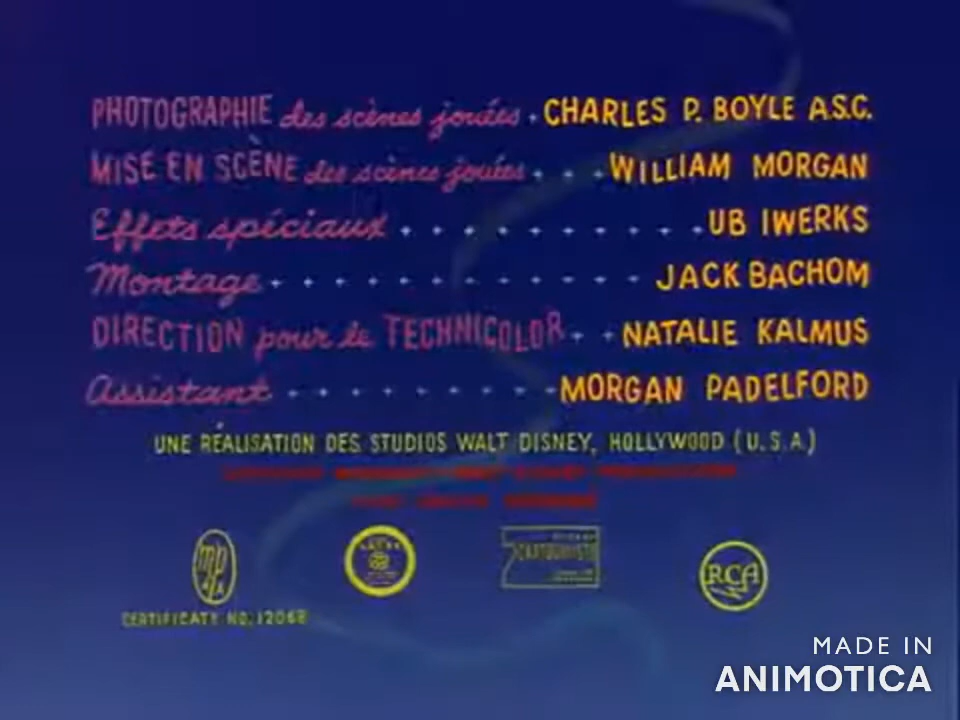 PHOTOGRAPHIE des scènes jouées · CHARLES P. BOYLE A.S.C.
MISE EN SCÈNE des scènes jouées · · · WILLIAM MORGAN
Effets spéciaux · · · · · · · · · · UB IWERKS
Montage · · · · · · · · · · · · · JACK BACHOM
DIRECTION pour le TECHNICOLOR · · NATALIE KALMUS
Assistant · · · · · · · · · MORGAN PADELFORD
UNE RÉALISATION DES STUDIOS WALT DISNEY, HOLLYWOOD (U.S.A.)
RCA
CERTIFICATE NO. 12068
MADE IN
ANIMOTICA